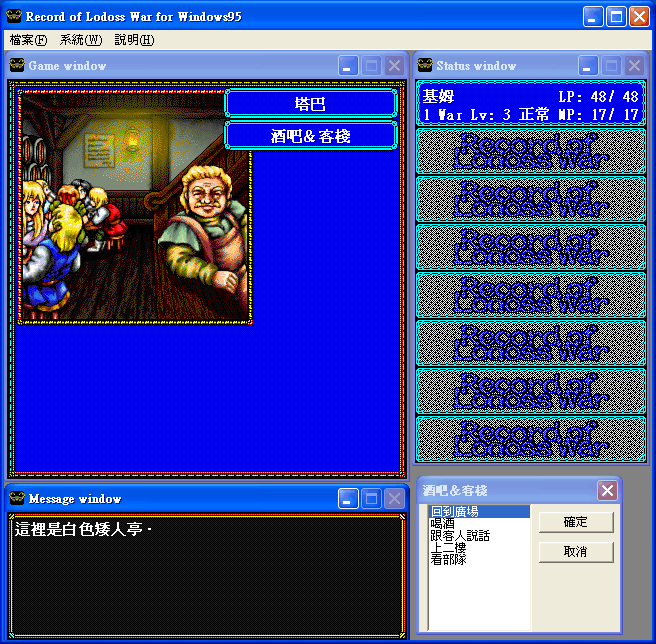 Record of Lodoss War for Windows95
檔案(F) 系統(W) 說明(H)
Game window
塔巴
酒吧&客棧
Status window
基姆 LP: 48/ 48
1 War Lv: 3 正常 MP: 17/ 17
Record of
Lodoss War
Record of
Lodoss War
Record of
Lodoss War
Record of
Lodoss War
Record of
Lodoss War
Record of
Lodoss War
Record of
Lodoss War
Message window
這裡是白色矮人亭.
酒吧&客棧
回到廣場
喝酒
跟客人說話
上二樓
看部隊
確定
取消